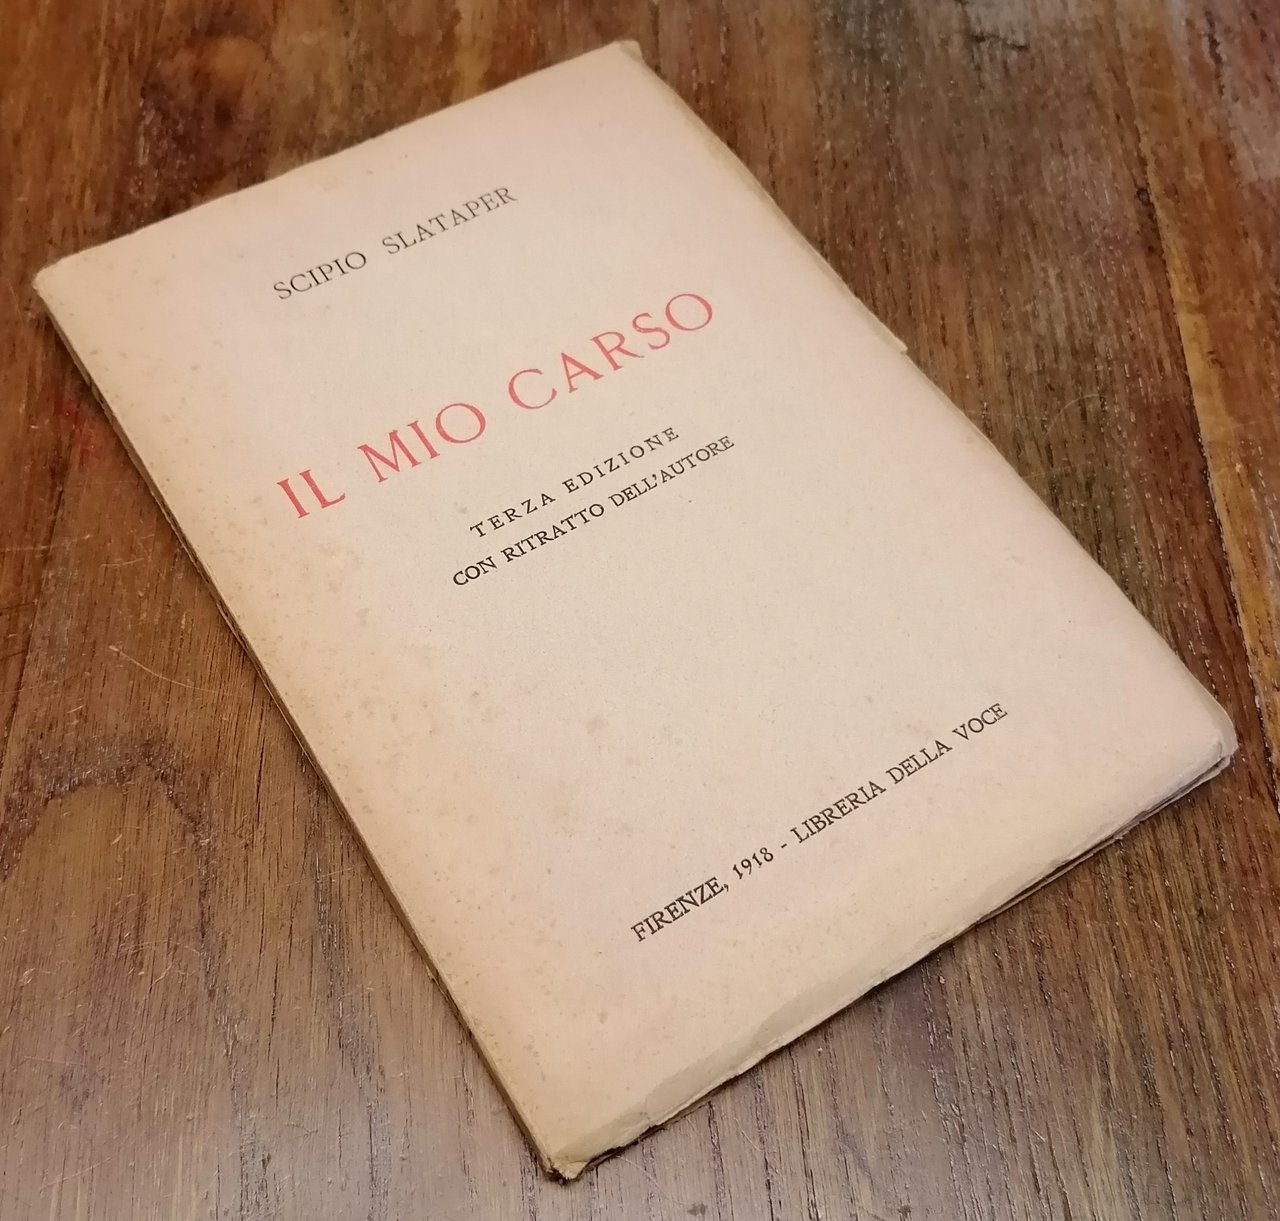 SCIPIO SLATAPER
IL MIO CARSO
TERZA EDIZIONE
CON RITRATTO DELL'AUTORE
FIRENZE, 1918 - LIBRERIA DELLA VOCE